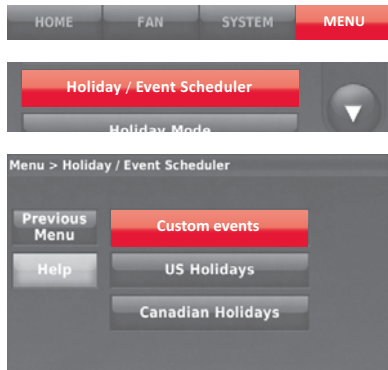 HOME FAN SYSTEM MENU
Holiday / Event Scheduler
Holiday Mode
Menu > Holiday / Event Scheduler
Previous
Menu
Custom events
Help
US Holidays
Canadian Holidays